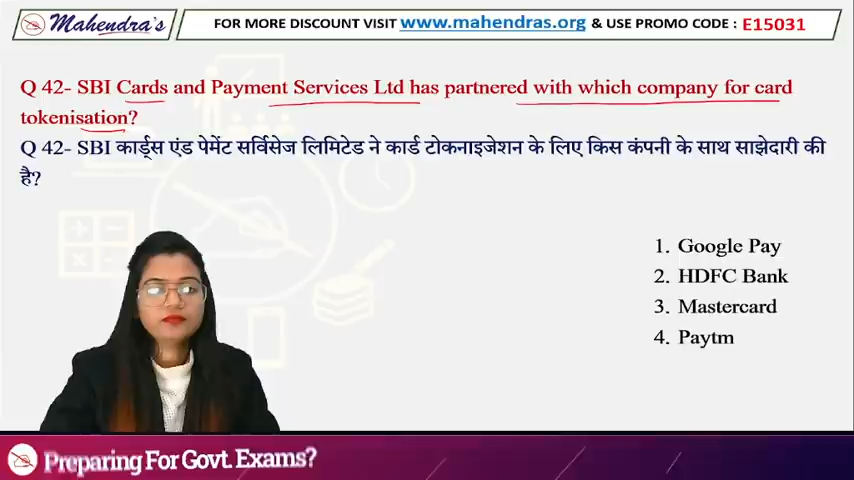 Mahendra's
FOR MORE DISCOUNT VISIT www.mahendras.org & USE PROMO CODE : E15031
Q 42- SBI Cards and Payment Services Ltd has partnered with which company for card
tokenisation?
Q 42- SBI कार्ड्स एंड पेमेंट सर्विसेज लिमिटेड ने कार्ड टोकनाइजेशन के लिए किस कंपनी के साथ साझेदारी की
है?
1. Google Pay
2. HDFC Bank
3. Mastercard
4. Paytm
Preparing For Govt. Exams?